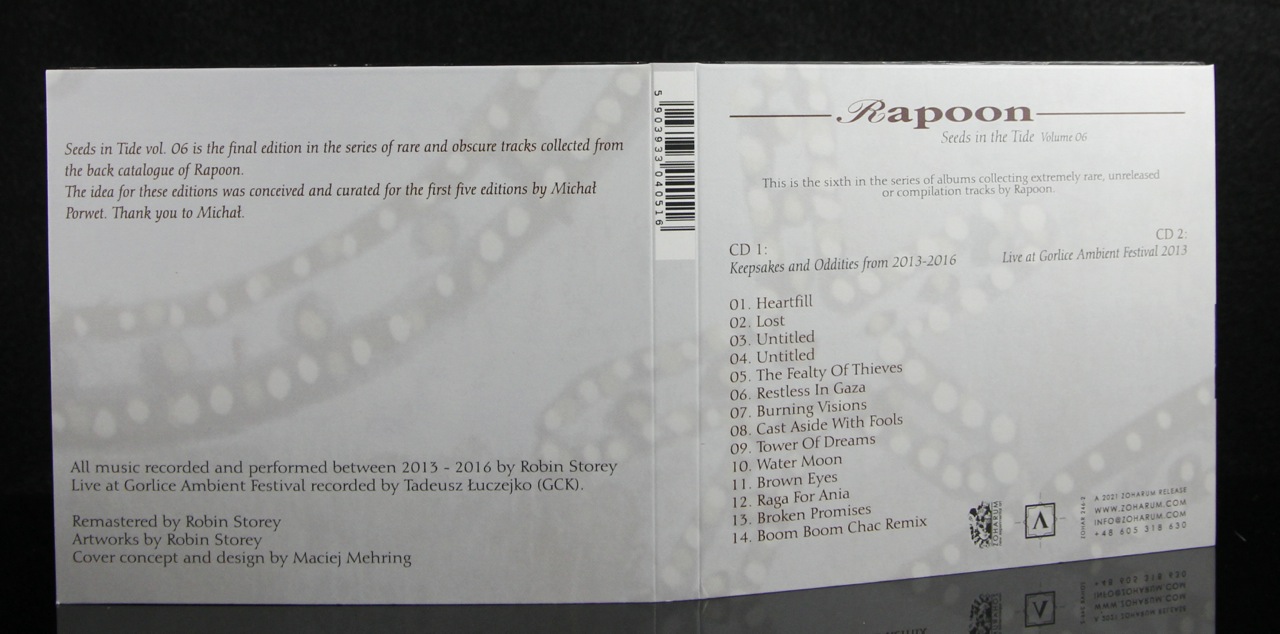 Seeds in Tide vol. 06 is the final edition in the series of rare and obscure tracks collected from
the back catalogue of Rapoon.
The idea for these editions was conceived and curated for the first five editions by Michał
Porwet. Thank you to Michał.
All music recorded and performed between 2013 - 2016 by Robin Storey
Live at Gorlice Ambient Festival recorded by Tadeusz Łuczejko (GCK).
Remastered by Robin Storey
Artworks by Robin Storey
Cover concept and design by Maciej Mehring
5 903933 040516
Rapoon
Seeds in the Tide Volume 06
This is the sixth in the series of albums collecting extremely rare, unreleased
or compilation tracks by Rapoon.
CD 1:
Keepsakes and Oddities from 2013-2016
CD 2:
Live at Gorlice Ambient Festival 2013
01. Heartfill
02. Lost
03. Untitled
04. Untitled
05. The Fealty Of Thieves
06. Restless In Gaza
07. Burning Visions
08. Cast Aside With Fools
09. Tower Of Dreams
10. Water Moon
11. Brown Eyes
12. Raga For Ania
13. Broken Promises
14. Boom Boom Chac Remix
ZOHARUM
ZOHAR 246-2
A 2021 ZOHARUM RELEASE
WWW.ZOHARUM.COM
INFO@ZOHARUM.COM
+48 605 318 630